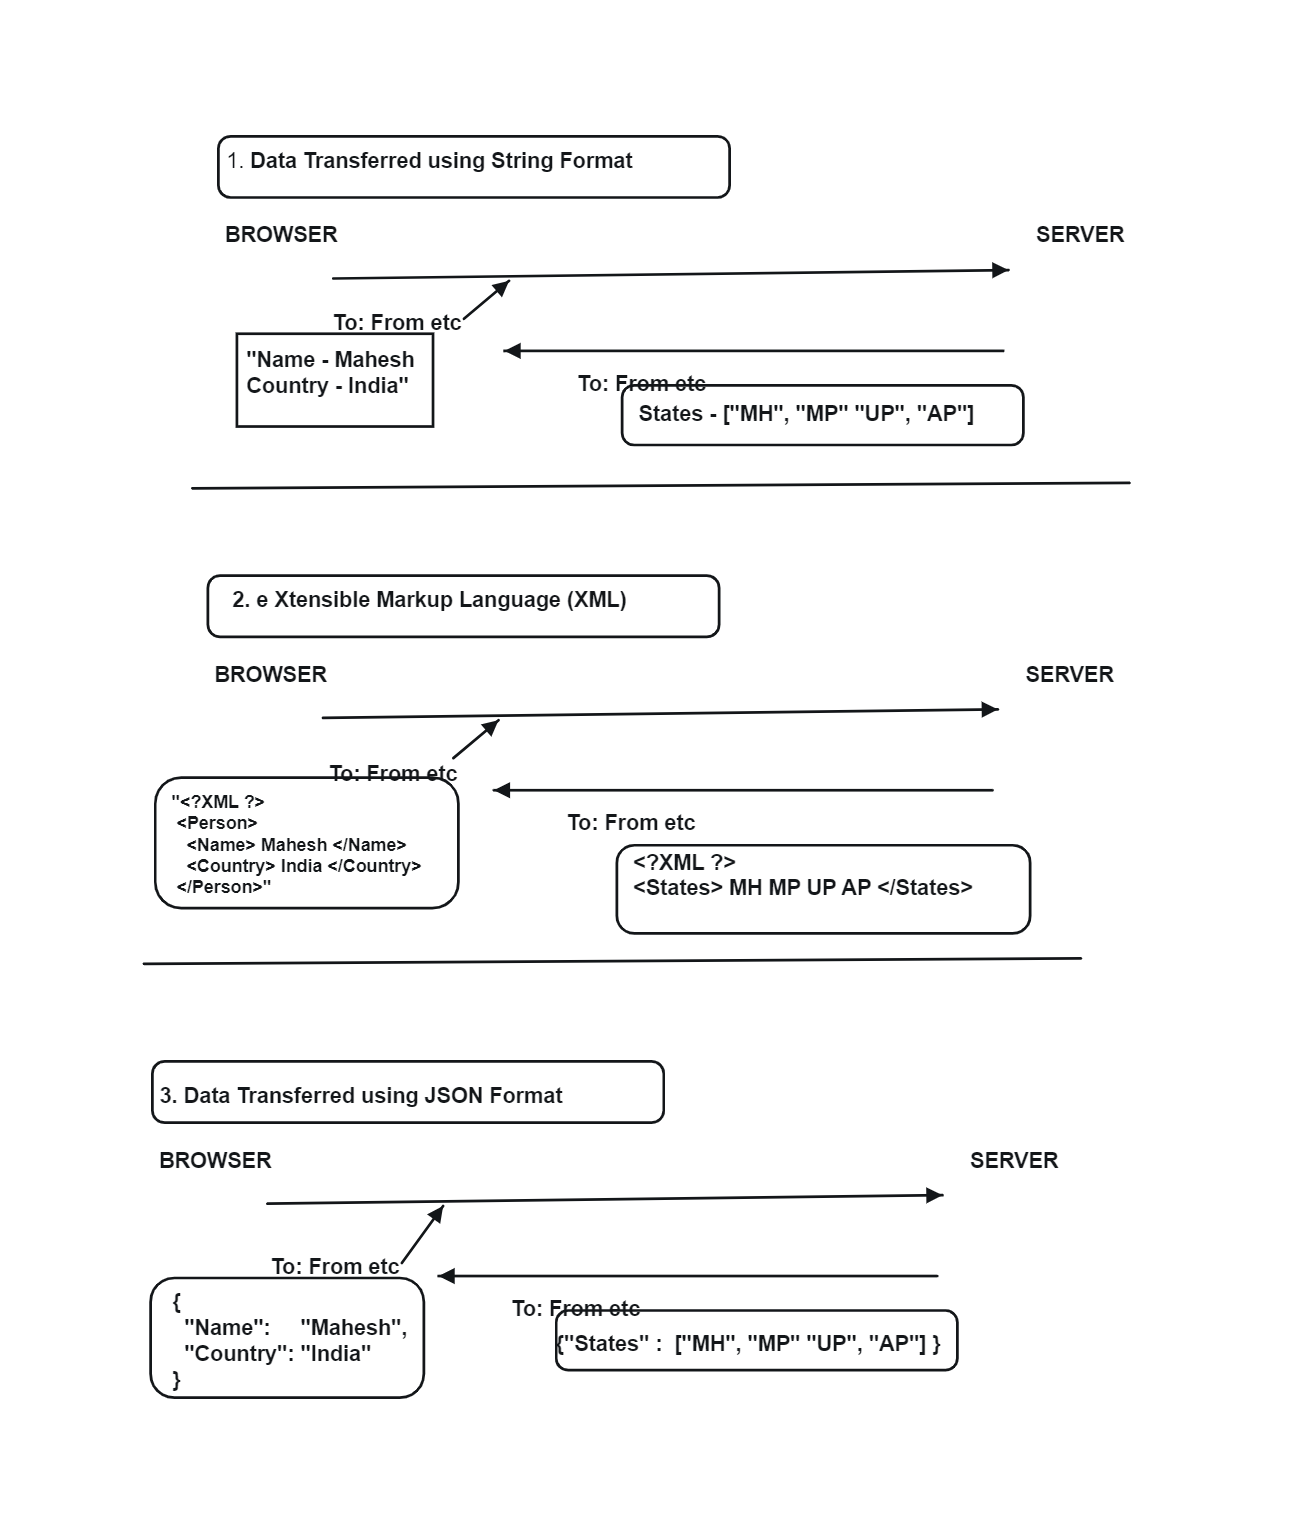 1. Data Transferred using String Format
BROWSER
SERVER
To: From etc
"Name - Mahesh
Country - India"
To: From etc
States - ["MH", "MP" "UP", "AP"]
2. e Xtensible Markup Language (XML)
BROWSER
SERVER
To: From etc
"<?XML ?>
<Person>
<Name> Mahesh </Name>
<Country> India </Country>
</Person>"
To: From etc
<?XML ?>
<States> MH MP UP AP </States>
3. Data Transferred using JSON Format
BROWSER
SERVER
To: From etc
{
"Name": "Mahesh",
"Country": "India"
}
To: From etc
{"States" : ["MH", "MP" "UP", "AP"] }